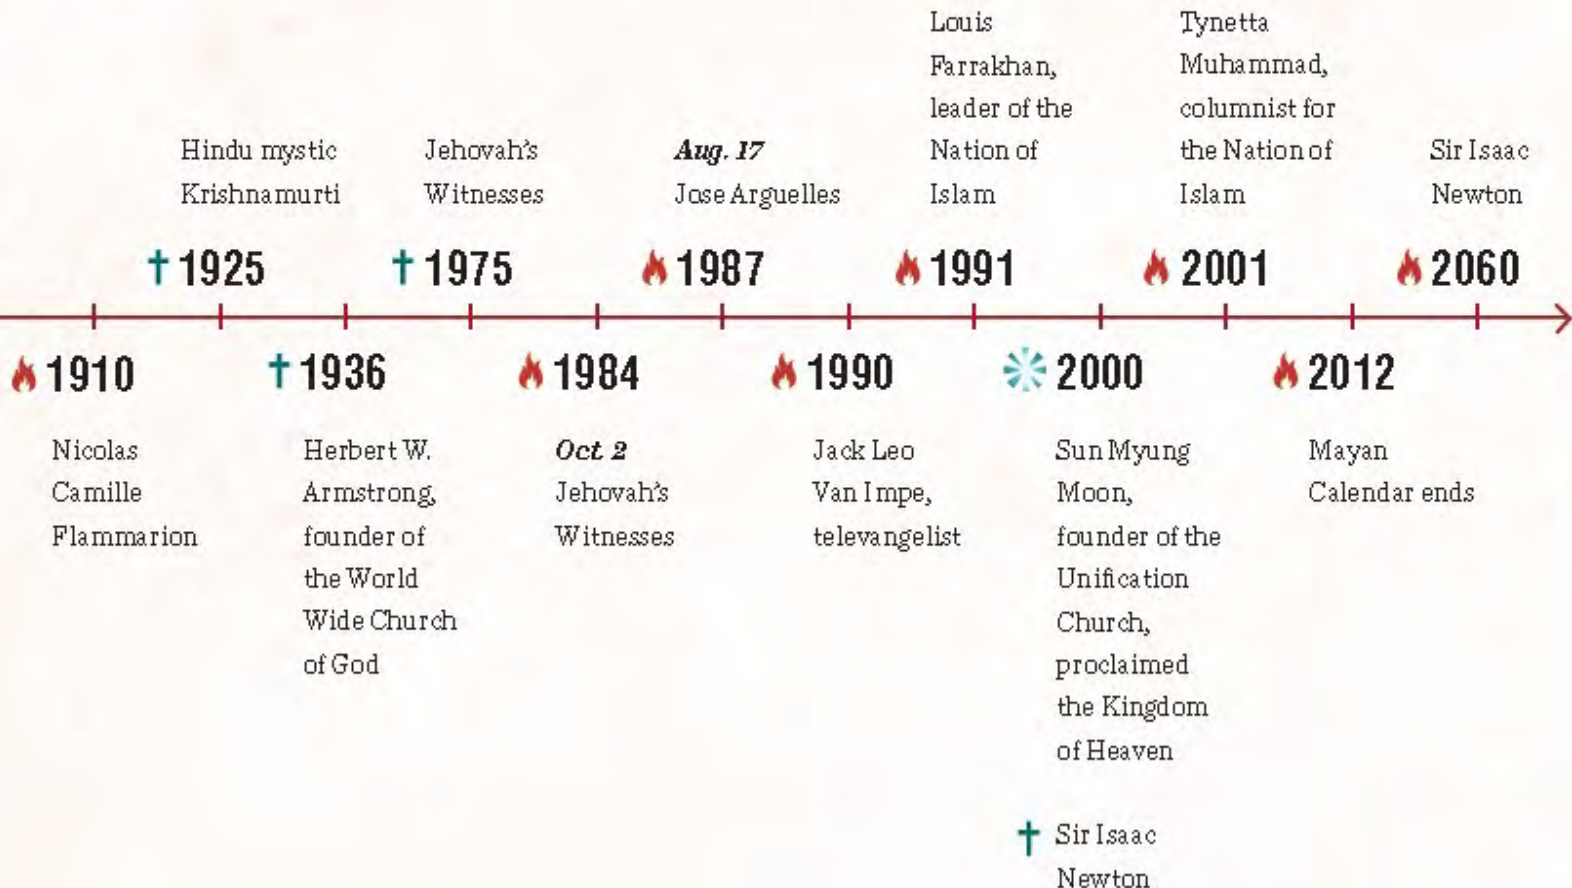 Hindu mystic
Krishnamurti
† 1925
Jehovah's
Witnesses
† 1975
Aug. 17
Jose Arguelles
1987
Louis
Farrakhan,
leader of the
Nation of
Islam
1991
Tynetta
Muhammad,
columnist for
the Nation of
Islam
2001
Sir Isaac
Newton
2060
1910
Nicolas
Camille
Flammarion
† 1936
Herbert W.
Armstrong,
founder of
the World
Wide Church
of God
1984
Oct. 2
Jehovah's
Witnesses
1990
Jack Leo
Van Impe,
televangelist
2000
Sun Myung
Moon,
founder of the
Unification
Church,
proclaimed
the Kingdom
of Heaven
† Sir Isaac
Newton
2012
Mayan
Calendar ends